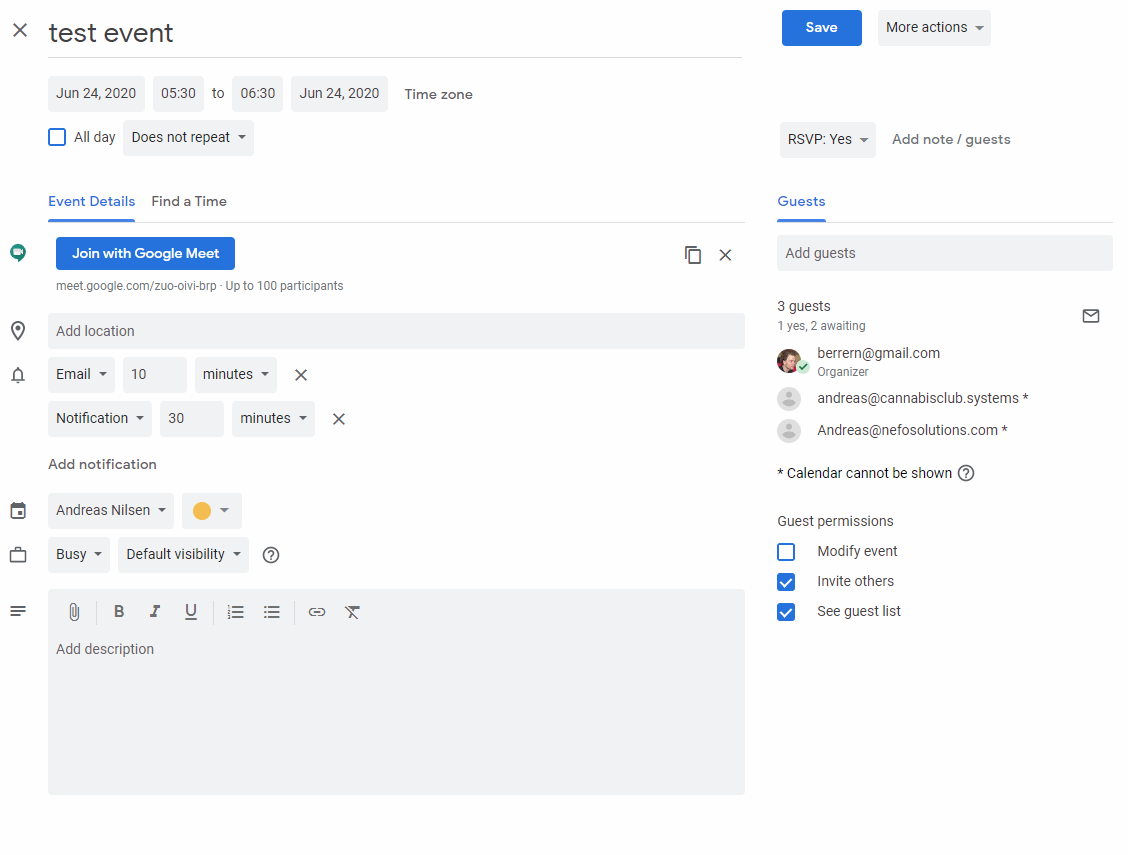 test event
Save
More actions
Jun 24, 2020 05:30 to 06:30 Jun 24, 2020 Time zone
All day Does not repeat
RSVP: Yes Add note / guests
Event Details Find a Time
Join with Google Meet
meet.google.com/zuo-oivi-brp · Up to 100 participants
Add location
Email 10 minutes
Notification 30 minutes
Add notification
Andreas Nilsen
Busy Default visibility
B I U
Add description
Guests
Add guests
3 guests
1 yes, 2 awaiting
berrern@gmail.com
Organizer
andreas@cannabisclub.systems *
Andreas@nefosolutions.com *
* Calendar cannot be shown
Guest permissions
Modify event
Invite others
See guest list